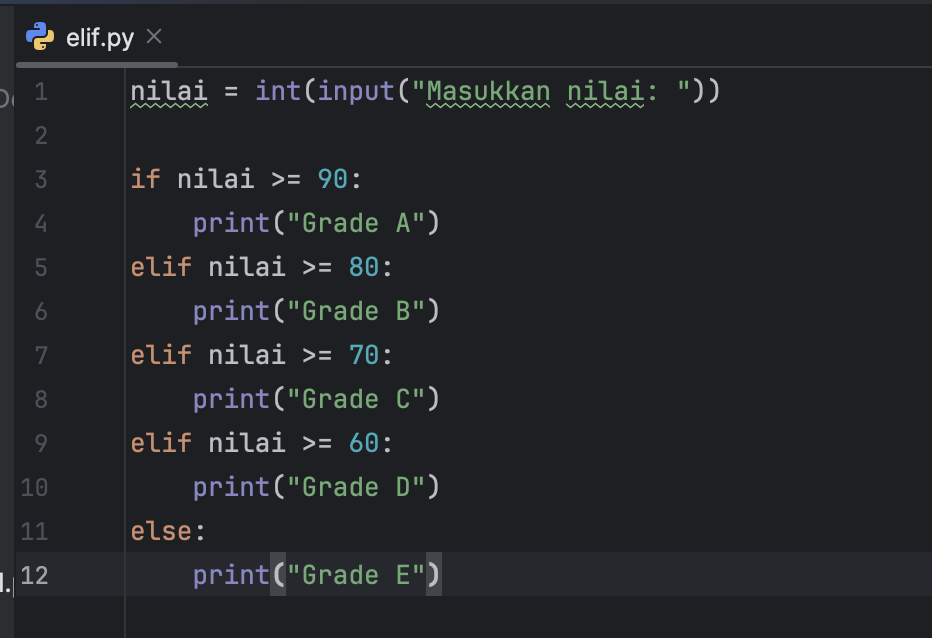 elif.py
1 nilai = int(input("Masukkan nilai: "))
2
3 if nilai >= 90:
4     print("Grade A")
5 elif nilai >= 80:
6     print("Grade B")
7 elif nilai >= 70:
8     print("Grade C")
9 elif nilai >= 60:
10     print("Grade D")
11 else:
12     print("Grade E")